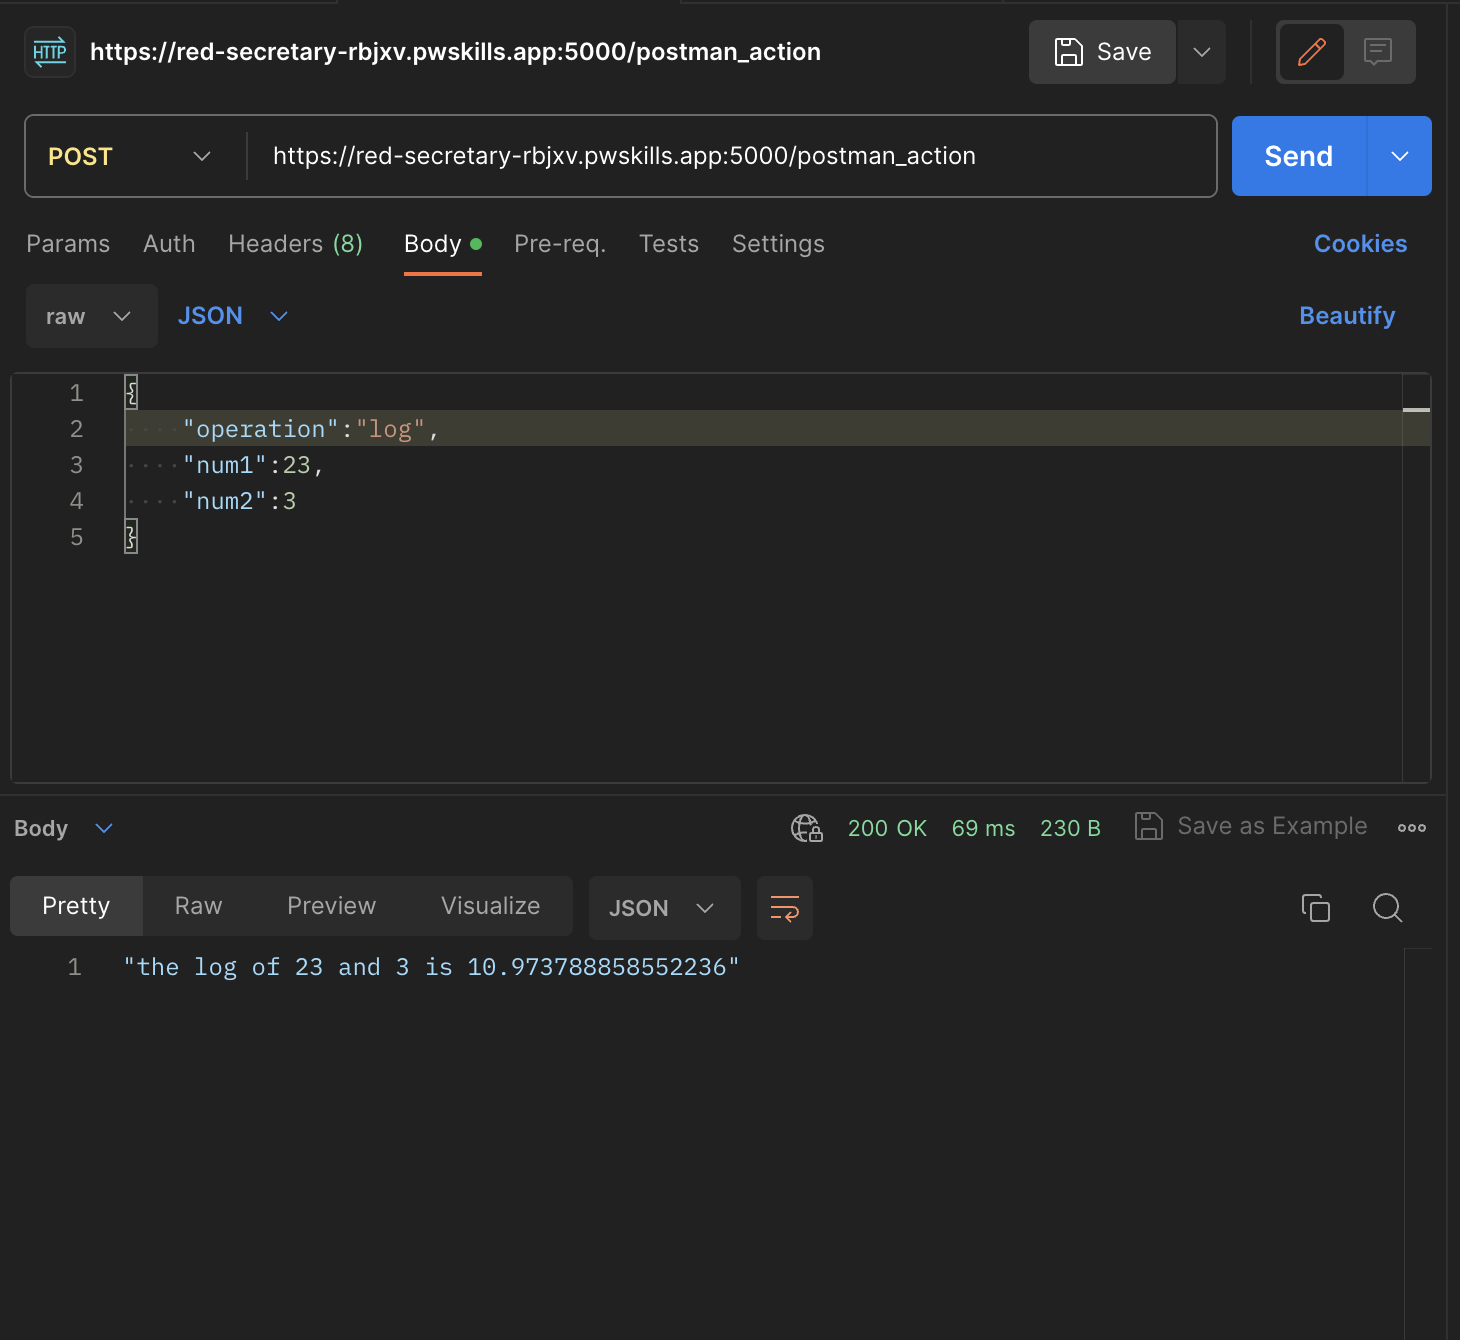 HTTP https://red-secretary-rbjxv.pwskills.app:5000/postman_action Save
POST https://red-secretary-rbjxv.pwskills.app:5000/postman_action Send
Params Auth Headers (8) Body Pre-req. Tests Settings Cookies
raw JSON Beautify
1 {
2 "operation":"log",
3 "num1":23,
4 "num2":3
5 }
Body 200 OK 69 ms 230 B Save as Example
Pretty Raw Preview Visualize JSON
1 "the log of 23 and 3 is 10.973788858552236"